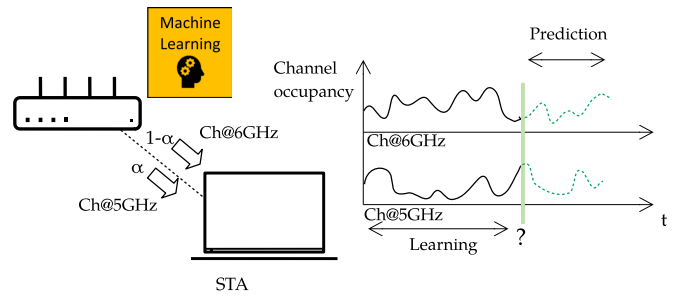 Machine
Learning
1-α
Ch@6GHz
α
Ch@5GHz
STA
Prediction
Channel
occupancy
Ch@6GHz
Ch@5GHz
t
Learning
?